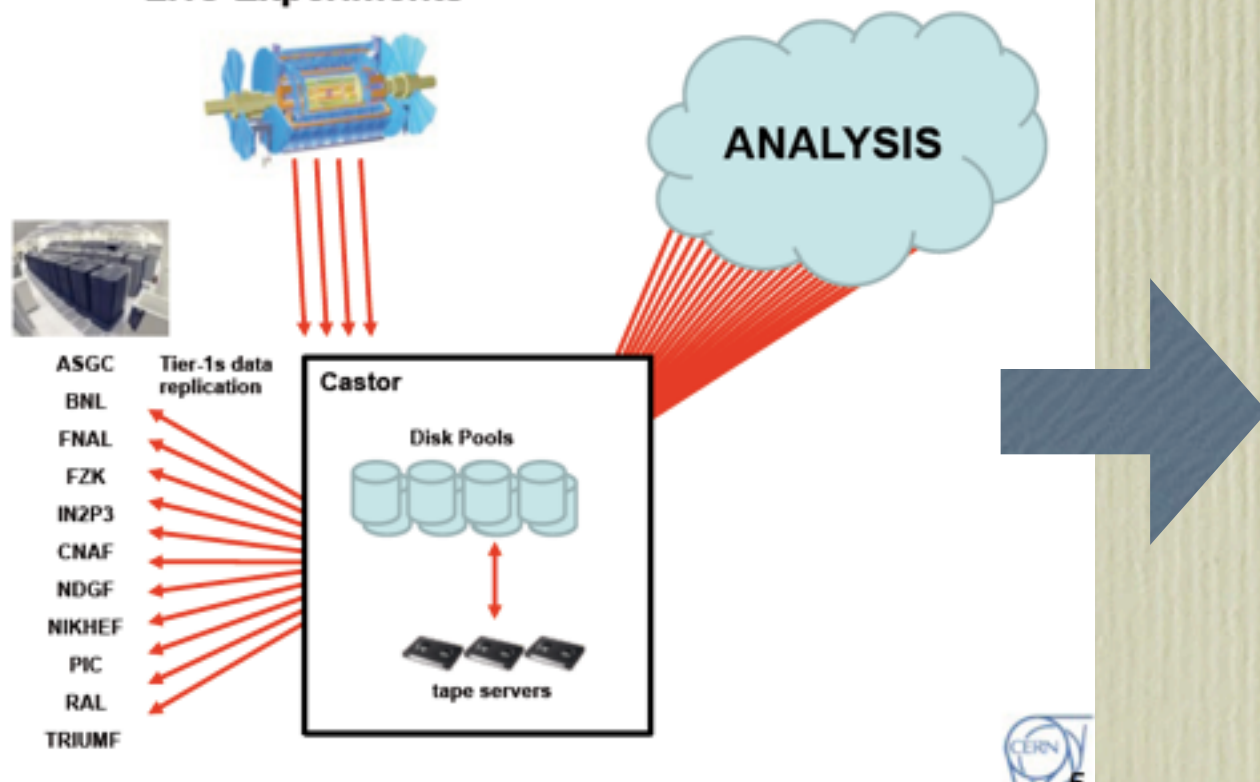 ANALYSIS
ASGC
BNL
FNAL
FZK
IN2P3
CNAF
NDGF
NIKHEF
PIC
RAL
TRIUMF
Tier-1s data
replication
Castor
Disk Pools
tape servers
CERN